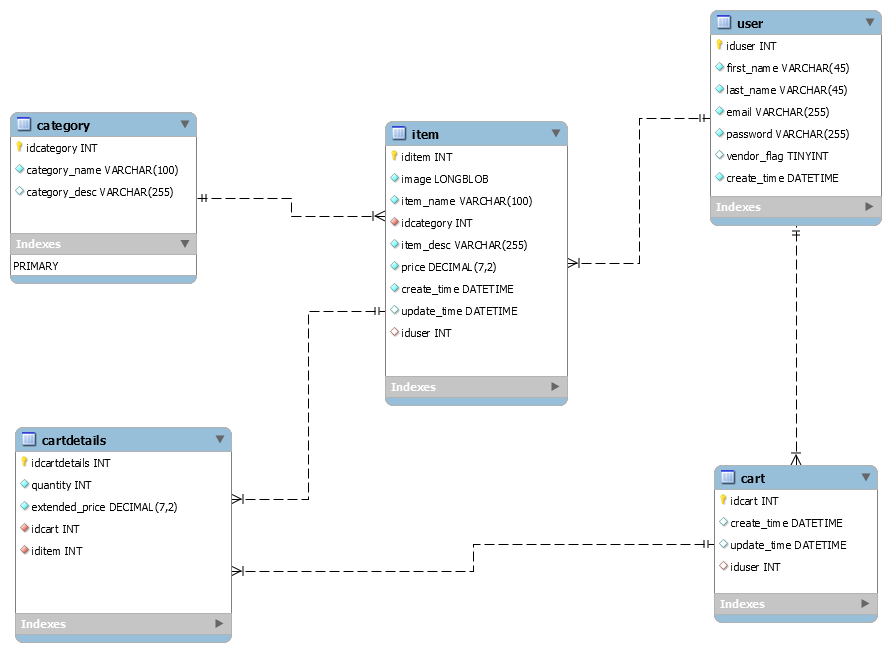 user
iduser INT
first_name VARCHAR(45)
last_name VARCHAR(45)
email VARCHAR(255)
password VARCHAR(255)
vendor_flag TINYINT
create_time DATETIME
Indexes
category
idcategory INT
category_name VARCHAR(100)
category_desc VARCHAR(255)
Indexes
PRIMARY
item
iditem INT
image LONGBLOB
item_name VARCHAR(100)
idcategory INT
item_desc VARCHAR(255)
price DECIMAL(7,2)
create_time DATETIME
update_time DATETIME
iduser INT
Indexes
cartdetails
idcartdetails INT
quantity INT
extended_price DECIMAL(7,2)
idcart INT
iditem INT
Indexes
cart
idcart INT
create_time DATETIME
update_time DATETIME
iduser INT
Indexes